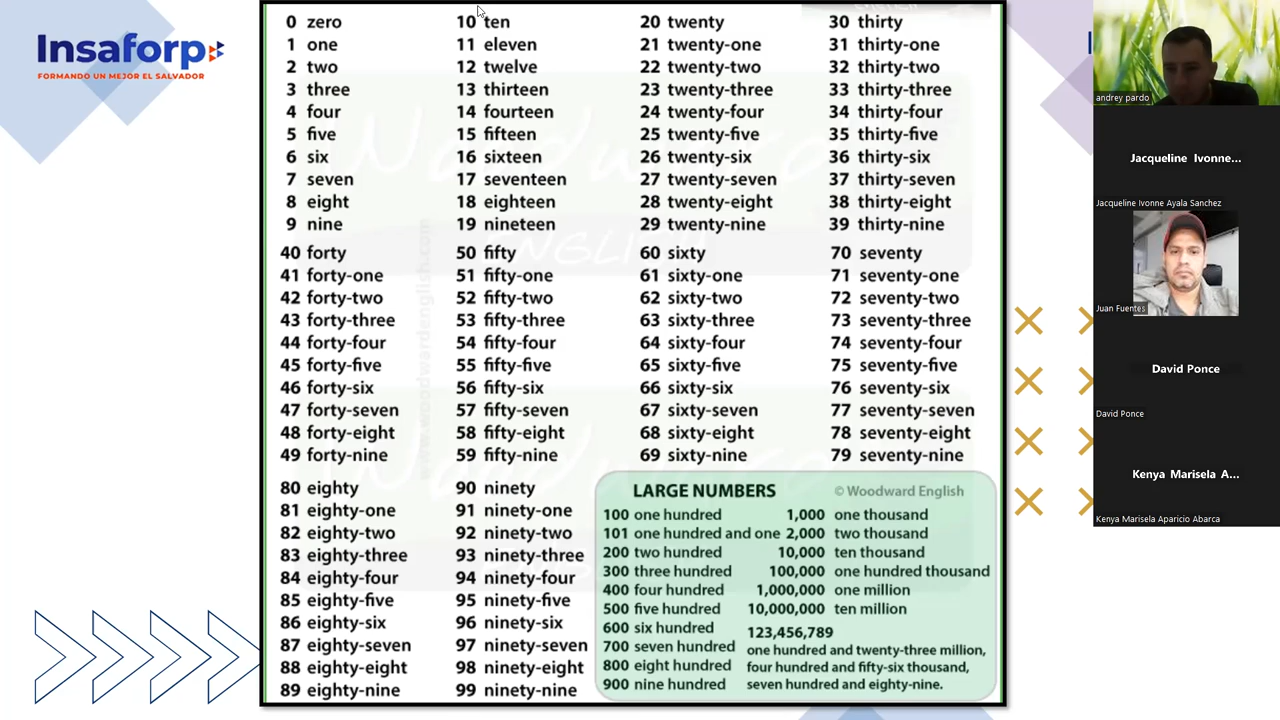 Insaforp
FORMANDO UN MEJOR EL SALVADOR
0 zero
1 one
2 two
3 three
4 four
5 five
6 six
7 seven
8 eight
9 nine
10 ten
11 eleven
12 twelve
13 thirteen
14 fourteen
15 fifteen
16 sixteen
17 seventeen
18 eighteen
19 nineteen
20 twenty
21 twenty-one
22 twenty-two
23 twenty-three
24 twenty-four
25 twenty-five
26 twenty-six
27 twenty-seven
28 twenty-eight
29 twenty-nine
30 thirty
31 thirty-one
32 thirty-two
33 thirty-three
34 thirty-four
35 thirty-five
36 thirty-six
37 thirty-seven
38 thirty-eight
39 thirty-nine
40 forty
41 forty-one
42 forty-two
43 forty-three
44 forty-four
45 forty-five
46 forty-six
47 forty-seven
48 forty-eight
49 forty-nine
50 fifty
51 fifty-one
52 fifty-two
53 fifty-three
54 fifty-four
55 fifty-five
56 fifty-six
57 fifty-seven
58 fifty-eight
59 fifty-nine
60 sixty
61 sixty-one
62 sixty-two
63 sixty-three
64 sixty-four
65 sixty-five
66 sixty-six
67 sixty-seven
68 sixty-eight
69 sixty-nine
70 seventy
71 seventy-one
72 seventy-two
73 seventy-three
74 seventy-four
75 seventy-five
76 seventy-six
77 seventy-seven
78 seventy-eight
79 seventy-nine
80 eighty
81 eighty-one
82 eighty-two
83 eighty-three
84 eighty-four
85 eighty-five
86 eighty-six
87 eighty-seven
88 eighty-eight
89 eighty-nine
90 ninety
91 ninety-one
92 ninety-two
93 ninety-three
94 ninety-four
95 ninety-five
96 ninety-six
97 ninety-seven
98 ninety-eight
99 ninety-nine
LARGE NUMBERS
© Woodward English
100 one hundred
101 one hundred and one
200 two hundred
300 three hundred
400 four hundred
500 five hundred
600 six hundred
700 seven hundred
800 eight hundred
900 nine hundred
1,000 one thousand
2,000 two thousand
10,000 ten thousand
100,000 one hundred thousand
1,000,000 one million
10,000,000 ten million
123,456,789
one hundred and twenty-three million,
four hundred and fifty-six thousand,
seven hundred and eighty-nine.
www.woodwardenglish.com
Woodward
ENGLISH
andrey pardo
Jacqueline Ivonne...
Jacqueline Ivonne Ayala Sanchez
Juan Fuentes
David Ponce
David Ponce
Kenya Marisela A...
Kenya Marisela Aparicio Abarca